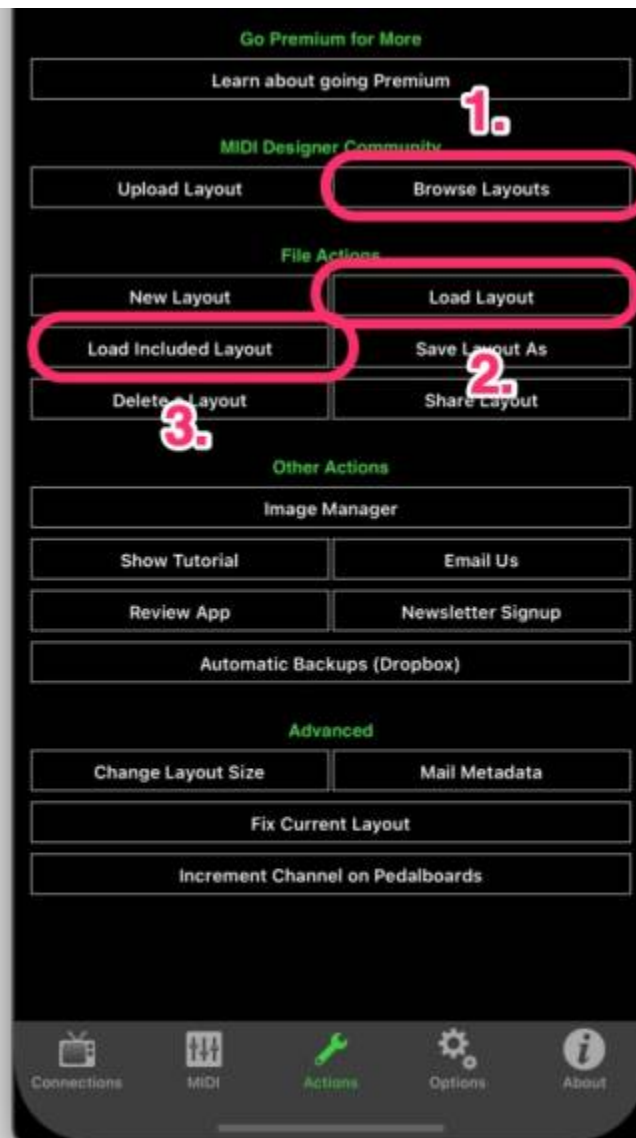 Go Premium for More
Learn about going Premium
1.
MIDI Designer Community
Upload Layout Browse Layouts
File Actions
New Layout Load Layout
Load Included Layout Save Layout As
2.
Delete a Layout Share Layout
3.
Other Actions
Image Manager
Show Tutorial Email Us
Review App Newsletter Signup
Automatic Backups (Dropbox)
Advanced
Change Layout Size Mail Metadata
Fix Current Layout
Increment Channel on Pedalboards
Connections MIDI Actions Options About